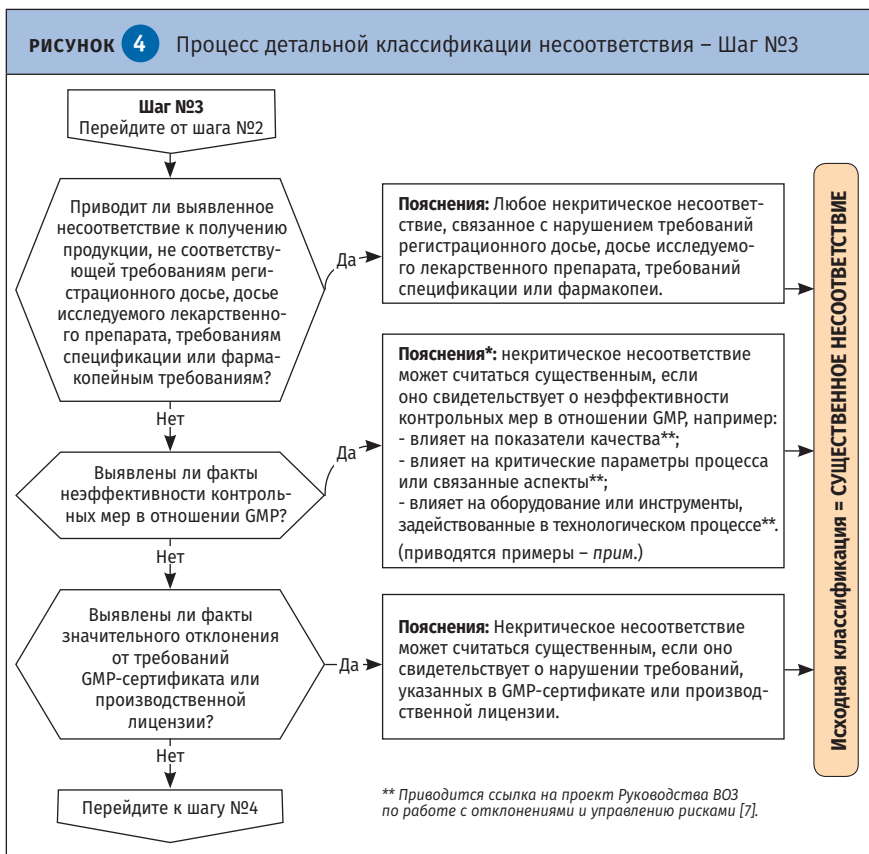 РИСУНОК 4 Процесс детальной классификации несоответствия – Шаг №3
Шаг №3
Перейдите от шага №2
Приводит ли выявленное
несоответствие к получению
продукции, не соответству-
ющей требованиям реги-
страционного досье, досье
исследуемого лекарственно-
го препарата, требованиям
спецификации или фарма-
копейным требованиям?
Да
Пояснения: Любое некритическое несоответ-
ствие, связанное с нарушением требований
регистрационного досье, досье исследуемо-
го лекарственного препарата, требований
спецификации или фармакопеи.
Нет
Выявлены ли факты
неэффективности контроль-
ных мер в отношении GMP?
Да
Пояснения*: некритическое несоответствие
может считаться существенным, если
оно свидетельствует о неэффективности
контрольных мер в отношении GMP, например:
- влияет на показатели качества**;
- влияет на критические параметры процесса
или связанные аспекты**;
- влияет на оборудование или инструменты,
задействованные в технологическом процессе**.
(приводятся примеры – прим.)
Нет
Выявлены ли факты
значительного отклонения
от требований
GMP-сертификата или
производственной
лицензии?
Да
Пояснения: Некритическое несоответствие
может считаться существенным, если оно
свидетельствует о нарушении требований,
указанных в GMP-сертификате или производ-
ственной лицензии.
Нет
Перейдите к шагу №4
Исходная классификация = СУЩЕСТВЕННОЕ НЕСООТВЕТСТВИЕ
** Приводится ссылка на проект Руководства ВОЗ
по работе с отклонениями и управлению рисками [7].